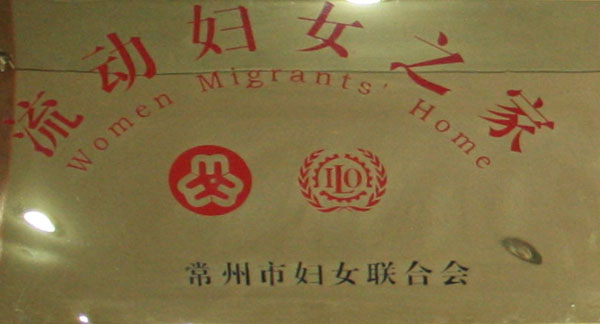 流动妇女之家
Women Migrants' Home
ILO
常州市妇女联合会